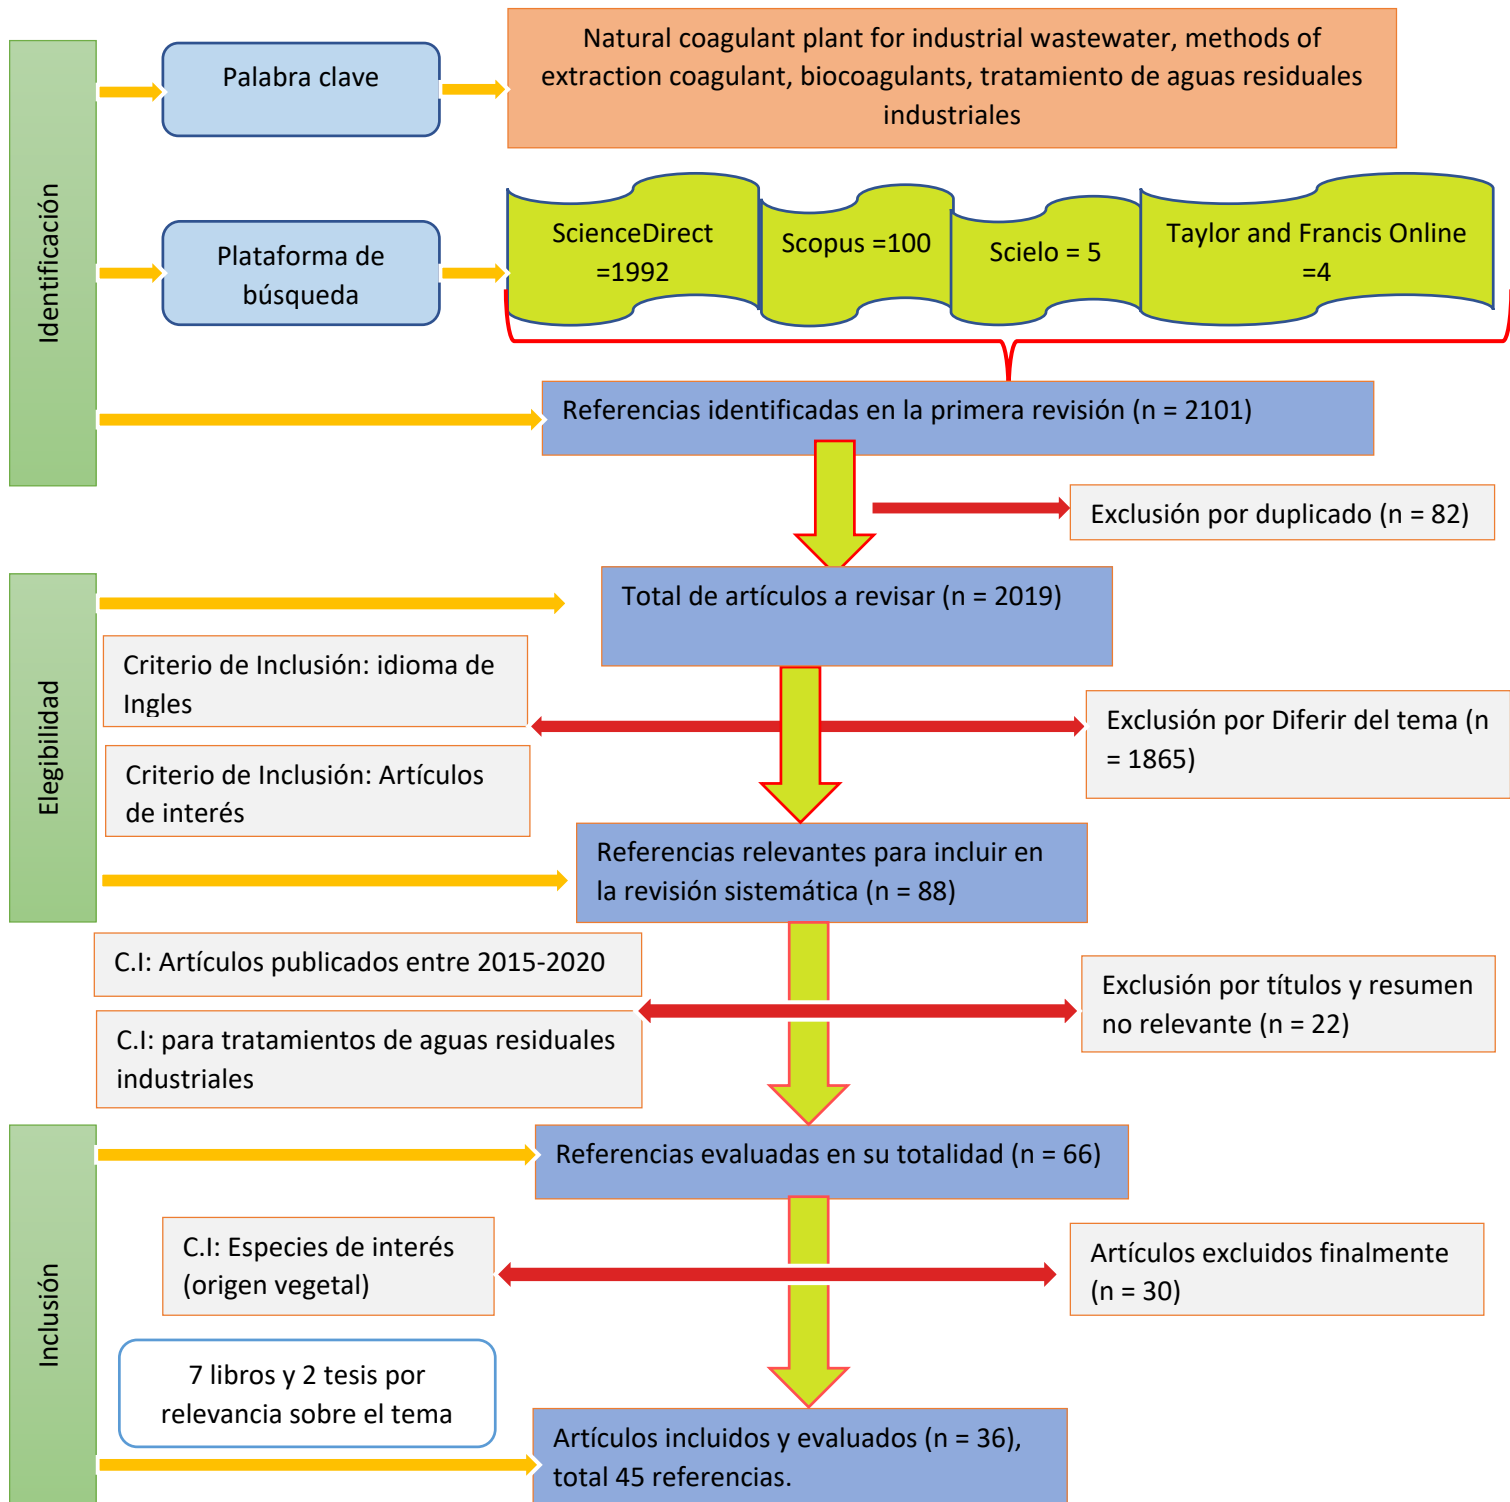 Identificación
Palabra clave
Natural coagulant plant for industrial wastewater, methods of
extraction coagulant, biocoagulants, tratamiento de aguas residuales
industriales
Plataforma de
búsqueda
ScienceDirect
=1992
Scopus =100
Scielo = 5
Taylor and Francis Online
=4
Referencias identificadas en la primera revisión (n = 2101)
Exclusión por duplicado (n = 82)
Elegibilidad
Total de artículos a revisar (n = 2019)
Criterio de Inclusión: idioma de
Ingles
Criterio de Inclusión: Artículos
de interés
Exclusión por Diferir del tema (n
= 1865)
Referencias relevantes para incluir en
la revisión sistemática (n = 88)
C.I: Artículos publicados entre 2015-2020
C.I: para tratamientos de aguas residuales
industriales
Exclusión por títulos y resumen
no relevante (n = 22)
Inclusión
Referencias evaluadas en su totalidad (n = 66)
C.I: Especies de interés
(origen vegetal)
Artículos excluidos finalmente
(n = 30)
7 libros y 2 tesis por
relevancia sobre el tema
Artículos incluidos y evaluados (n = 36),
total 45 referencias.